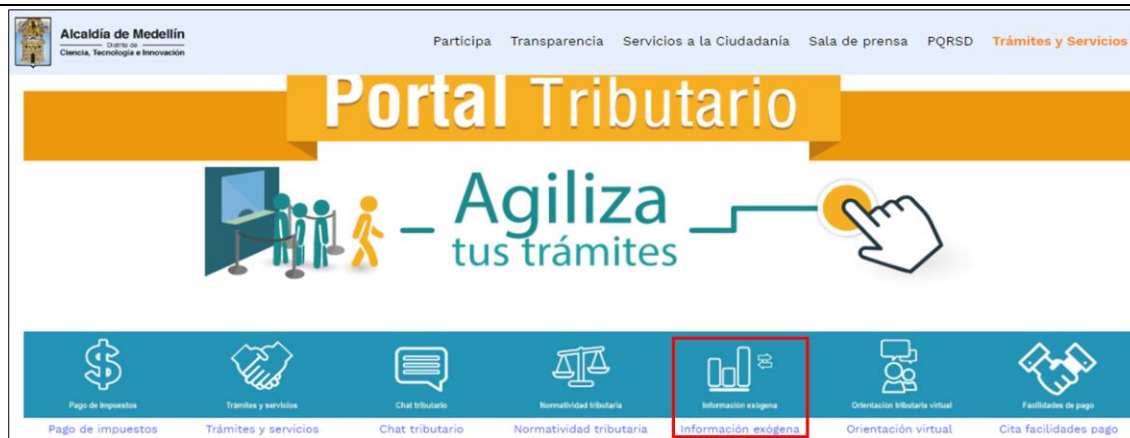 Alcaldía de Medellín
Distrito de
Ciencia, Tecnología e Innovación
Participa Transparencia Servicios a la Ciudadanía Sala de prensa PQRSD Trámites y Servicios
Portal Tributario
Agiliza
tus trámites
Pago de impuestos Trámites y servicios Chat tributario Normatividad tributaria Información exógena Orientación tributaria virtual Facilidades de pago
Pago de impuestos Trámites y servicios Chat tributario Normatividad tributaria Información exógena Orientación virtual Cita facilidades pago